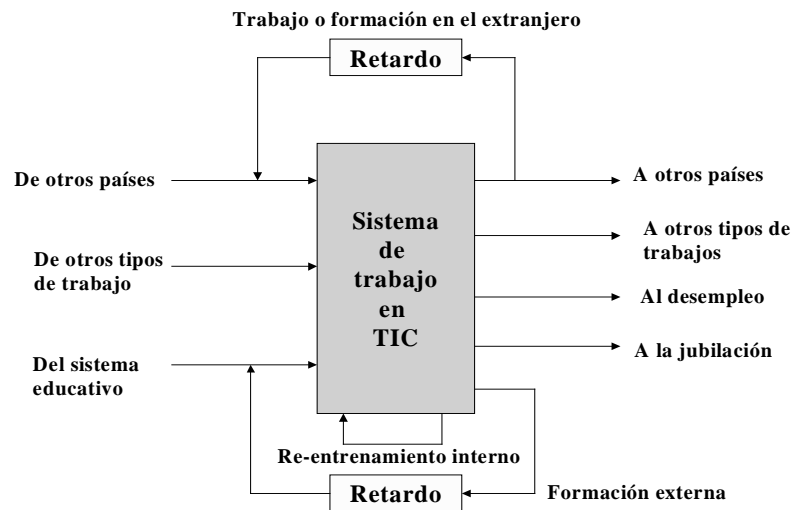 Trabajo o formación en el extranjero
Retardo
De otros países
A otros países
Sistema
de
trabajo
en
TIC
A otros tipos de
trabajos
De otros tipos
de trabajo
Al desempleo
A la jubilación
Del sistema
educativo
Re-entrenamiento interno
Retardo
Formación externa